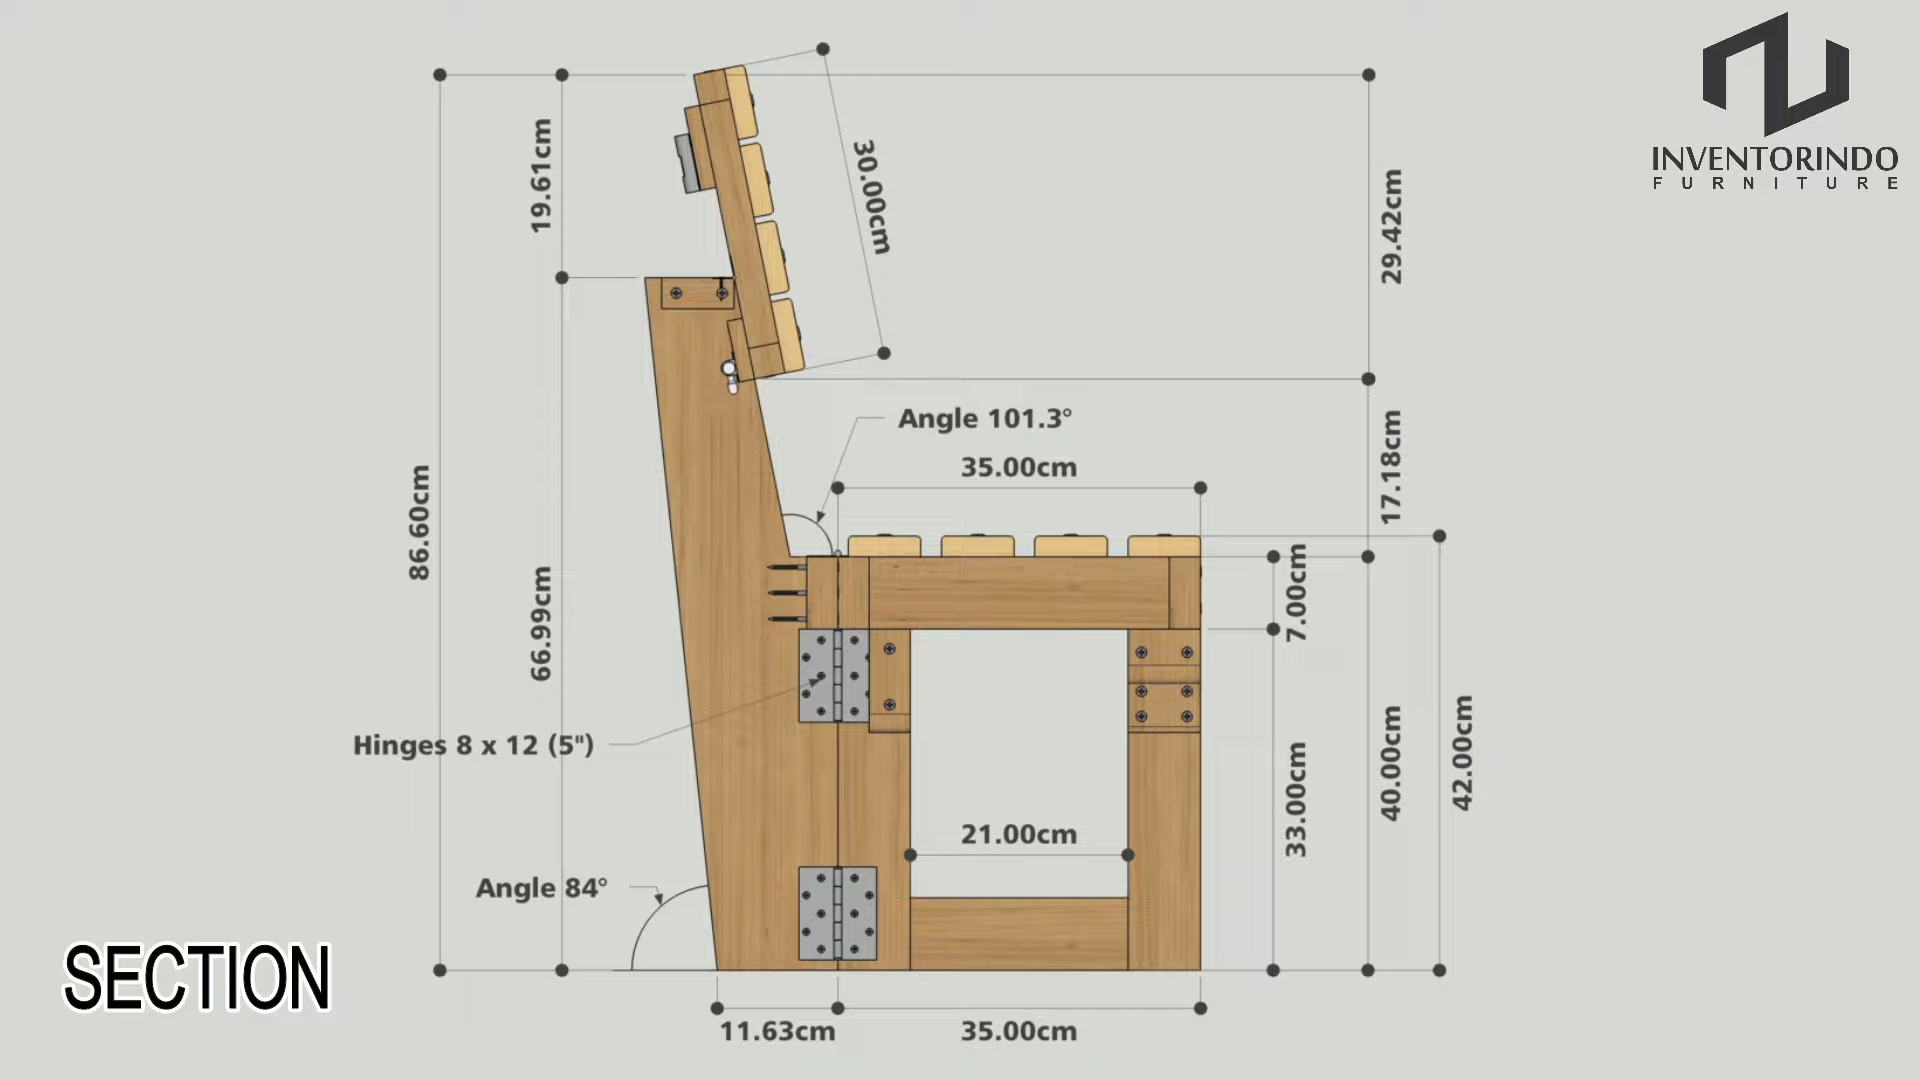 INVENTORINDO
FURNITURE
19.61cm
30.00cm
29.42cm
Angle 101.3°
35.00cm
17.18cm
86.60cm
66.99cm
7.00cm
Hinges 8 x 12 (5")
33.00cm
40.00cm
42.00cm
21.00cm
Angle 84°
SECTION
11.63cm
35.00cm